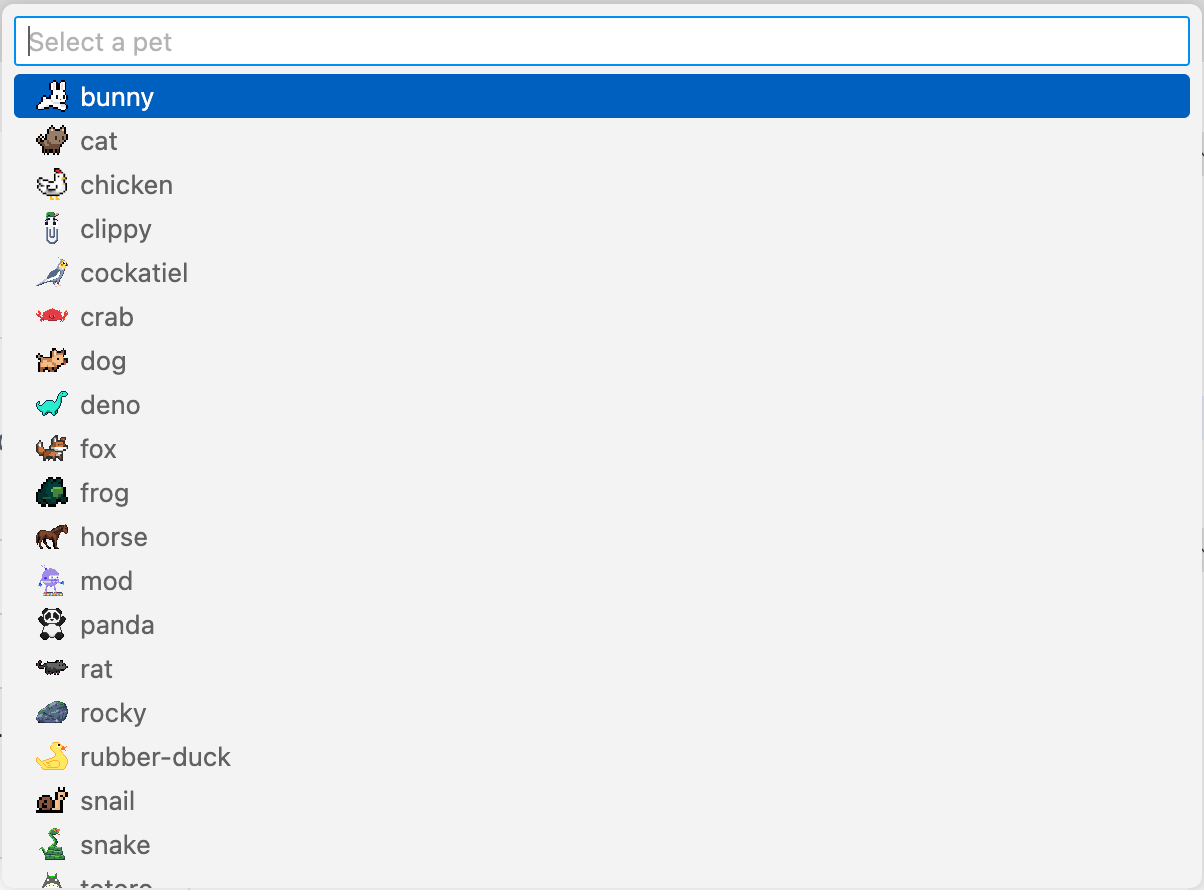 Select a pet
bunny
cat
chicken
clippy
cockatiel
crab
dog
deno
fox
frog
horse
mod
panda
rat
rocky
rubber-duck
snail
snake
totoro